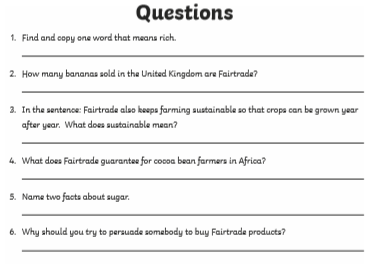 Questions
1. Find and copy one word that means rich.
2. How many bananas sold in the United Kingdom are Fairtrade?
3. In the sentence: Fairtrade also keeps farming sustainable so that crops can be grown year
after year. What does sustainable mean?
4. What does Fairtrade guarantee for cocoa bean farmers in Africa?
5. Name two facts about sugar.
6. Why should you try to persuade somebody to buy Fairtrade products?